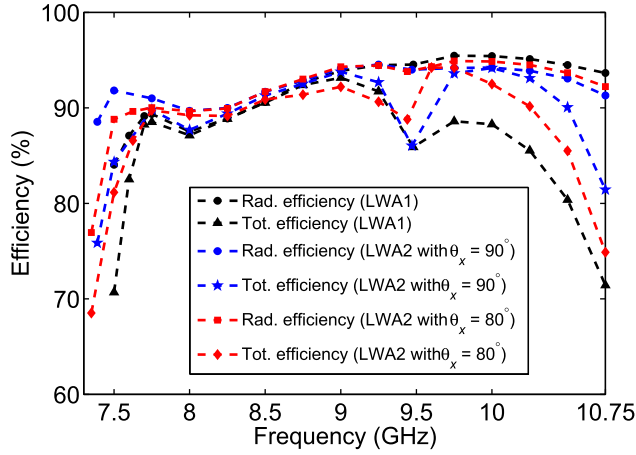 100
90
80
70
60
Efficiency (%)
Rad. efficiency (LWA1)
Tot. efficiency (LWA1)
Rad. efficiency (LWA2 with θx = 90°)
Tot. efficiency (LWA2 with θx = 90°)
Rad. efficiency (LWA2 with θx = 80°)
Tot. efficiency (LWA2 with θx = 80°)
7.5 8 8.5 9 9.5 10 10.75
Frequency (GHz)